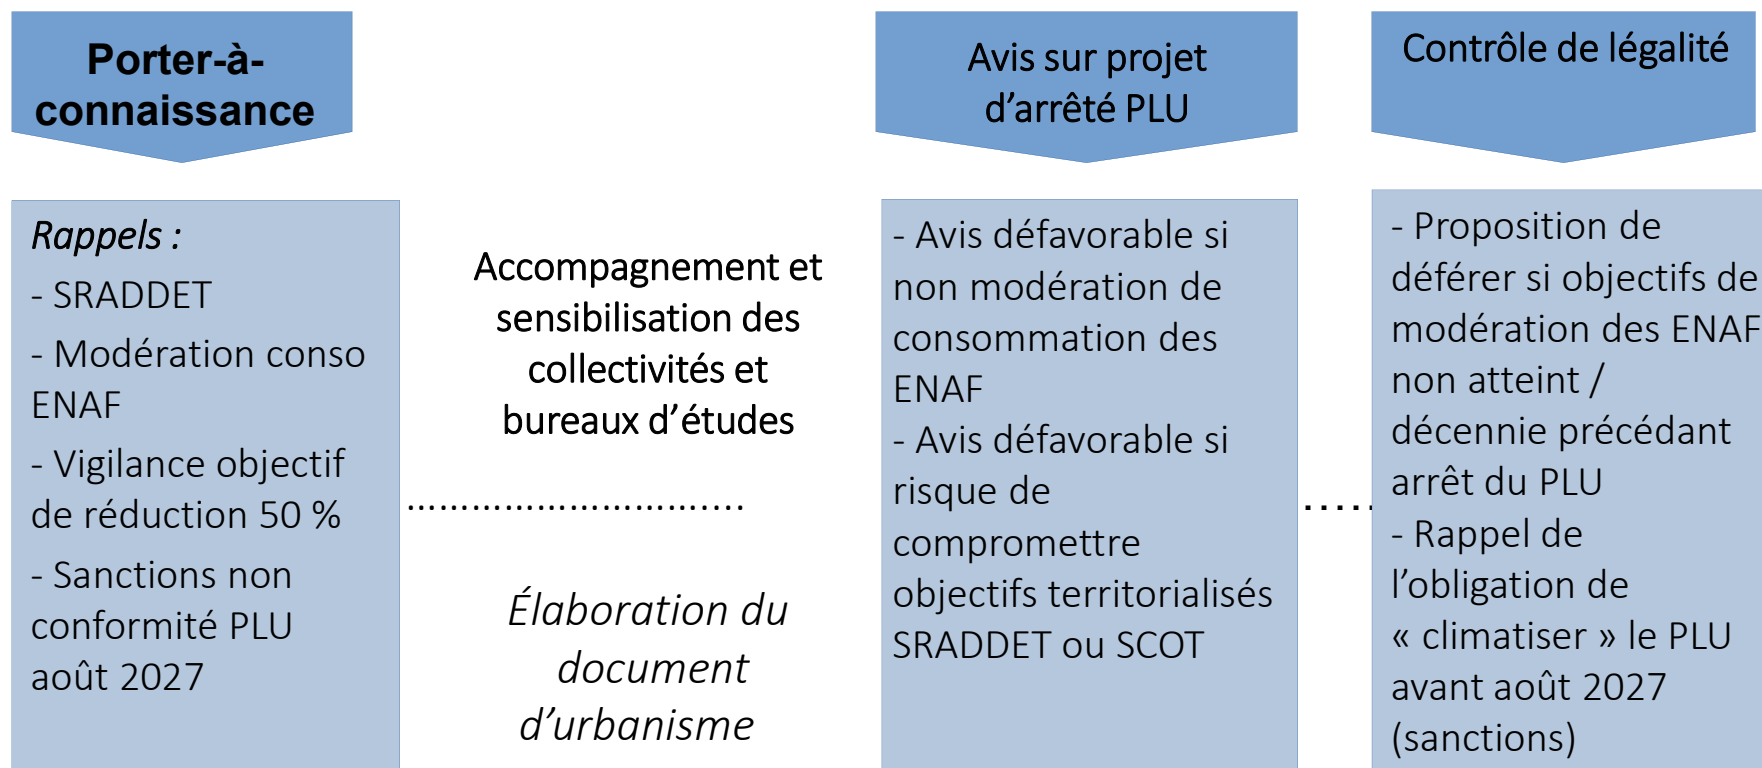 Porter-à-
connaissance
Rappels :
- SRADDET
- Modération conso
ENAF
- Vigilance objectif
de réduction 50 %
- Sanctions non
conformité PLU
août 2027
Accompagnement et
sensibilisation des
collectivités et
bureaux d’études
Élaboration du
document
d’urbanisme
Avis sur projet
d’arrêté PLU
- Avis défavorable si
non modération de
consommation des
ENAF
- Avis défavorable si
risque de
compromettre
objectifs territorialisés
SRADDET ou SCOT
Contrôle de légalité
- Proposition de
déférer si objectifs de
modération des ENAF
non atteint /
décennie précédant
arrêt du PLU
- Rappel de
l’obligation de
« climatiser » le PLU
avant août 2027
(sanctions)